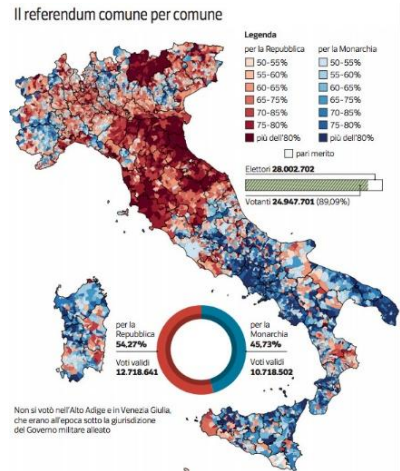 Il referendum comune per comune
Legenda
per la Repubblica
50-55%
55-60%
60-65%
65-75%
70-85%
75-80%
più dell'80%
per la Monarchia
50-55%
55-60%
60-65%
65-75%
70-85%
75-80%
più dell'80%
pari merito
Elettori 28.002.702
Votanti 24.947.701 (89,09%)
per la
Repubblica
54,27%
Voti validi
12.718.641
per la
Monarchia
45,73%
Voti validi
10.718.502
Non si votò nell'Alto Adige e in Venezia Giulia,
che erano all'epoca sotto la giurisdizione
del Governo militare alleato